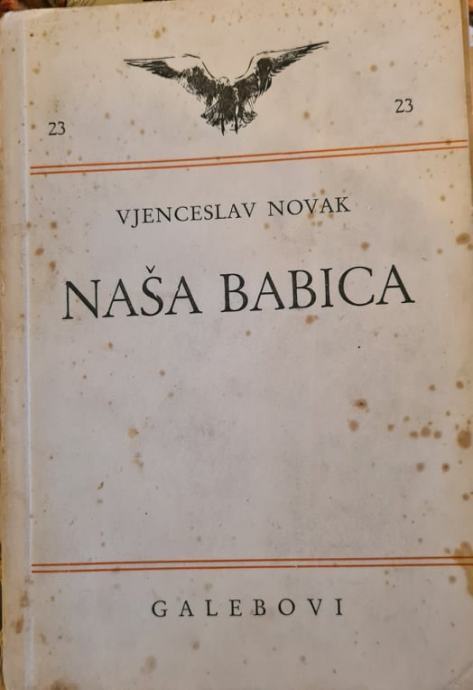 23 23
VJENCESLAV NOVAK
NAŠA BABICA
GALEBOVI